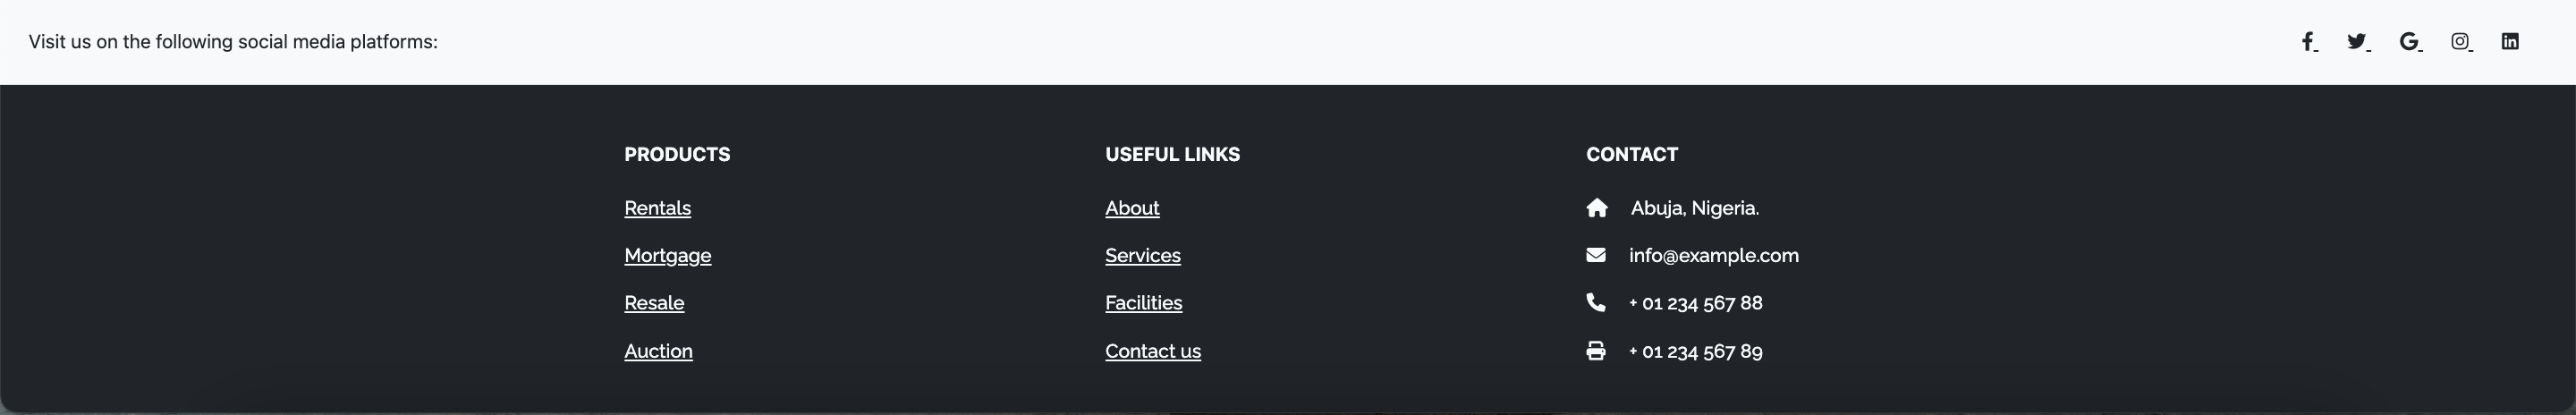 Visit us on the following social media platforms:
PRODUCTS
Rentals
Mortgage
Resale
Auction
USEFUL LINKS
About
Services
Facilities
Contact us
CONTACT
Abuja, Nigeria.
info@example.com
+ 01 234 567 88
+ 01 234 567 89